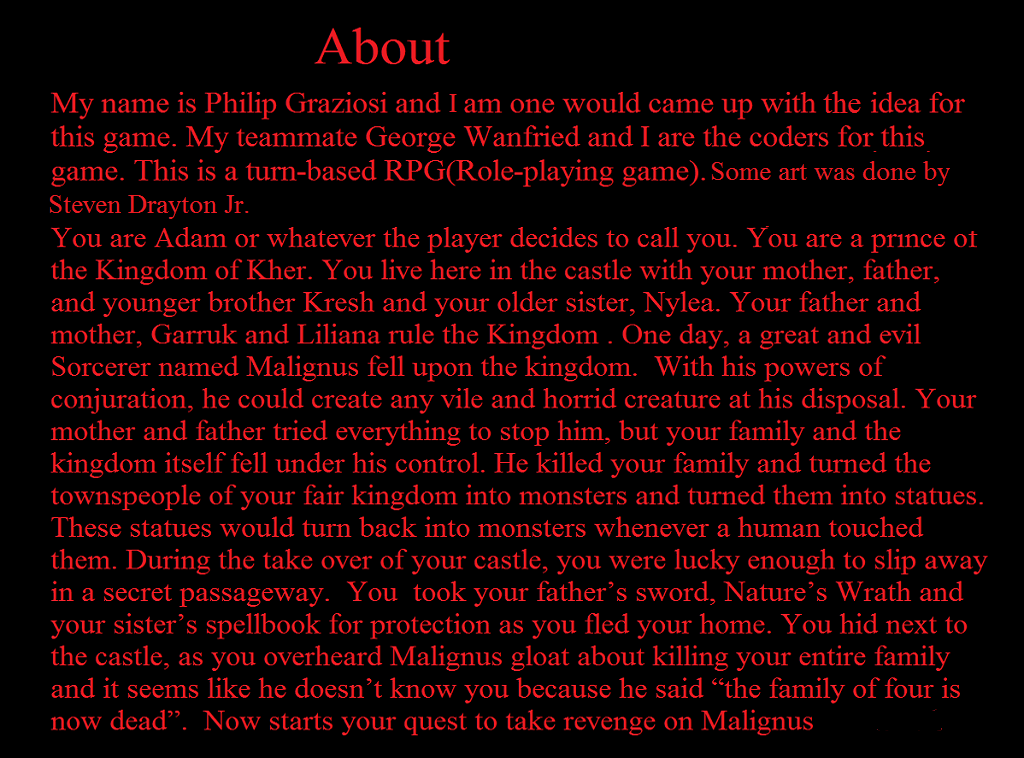 About
My name is Philip Graziosi and I am one would came up with the idea for
this game. My teammate George Wanfried and I are the coders for this
game. This is a turn-based RPG(Role-playing game). Some art was done by
Steven Drayton Jr.
You are Adam or whatever the player decides to call you. You are a prince of
the Kingdom of Kher. You live here in the castle with your mother, father,
and younger brother Kresh and your older sister, Nylea. Your father and
mother, Garruk and Liliana rule the Kingdom . One day, a great and evil
Sorcerer named Malignus fell upon the kingdom.  With his powers of
conjuration, he could create any vile and horrid creature at his disposal. Your
mother and father tried everything to stop him, but your family and the
kingdom itself fell under his control. He killed your family and turned the
townspeople of your fair kingdom into monsters and turned them into statues.
These statues would turn back into monsters whenever a human touched
them. During the take over of your castle, you were lucky enough to slip away
in a secret passageway.  You  took your father’s sword, Nature’s Wrath and
your sister’s spellbook for protection as you fled your home. You hid next to
the castle, as you overheard Malignus gloat about killing your entire family
and it seems like he doesn’t know you because he said “the family of four is
now dead”.  Now starts your quest to take revenge on Malignus